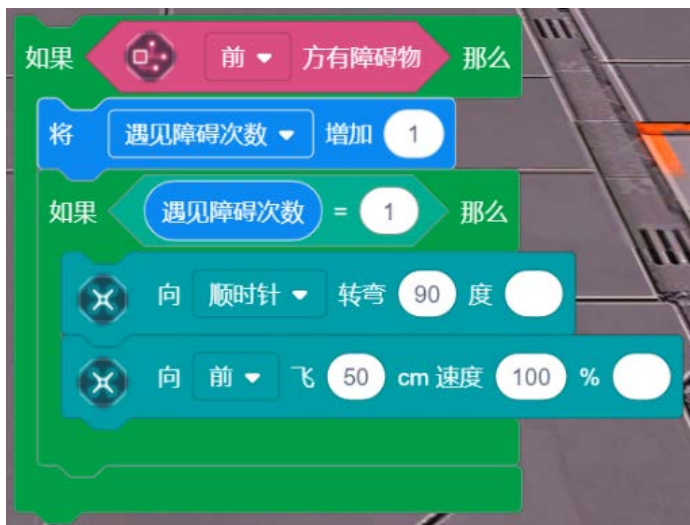 如果 前 方有障碍物 那么
将 遇见障碍次数 增加 1
如果 遇见障碍次数 = 1 那么
向 顺时针 转弯 90 度
向 前 飞 50 cm 速度 100 %